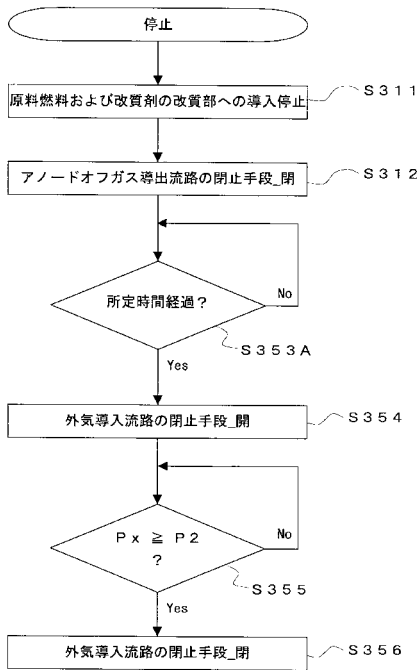 停止
原料燃料および改質剤の改質部への導入停止
S311
アノードオフガス導出流路の閉止手段_閉
S312
所定時間経過?
No
S353A
Yes
外気導入流路の閉止手段_開
S354
Px ≧ P2
?
No
S355
Yes
外気導入流路の閉止手段_閉
S356